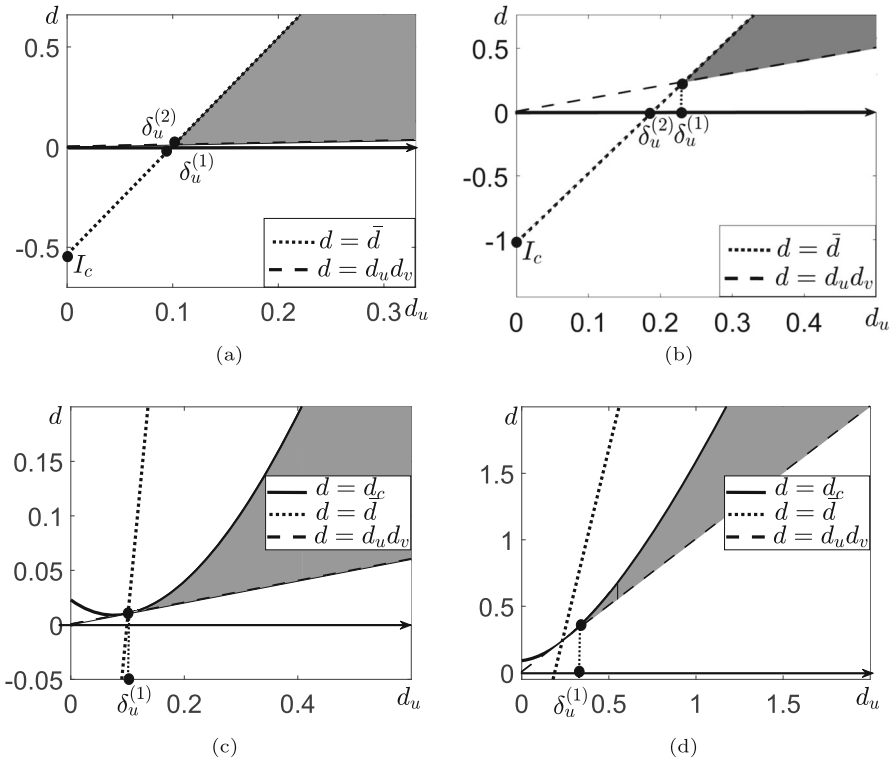 d
0.5
0
-0.5
δ_u^(2)
δ_u^(1)
I_c
d = d̄
d = d_u d_v
0 0.1 0.2 0.3 d_u
(a)
d
0.5
0
-0.5
-1
δ_u^(2) δ_u^(1)
I_c
d = d̄
d = d_u d_v
0 0.1 0.2 0.3 0.4 d_u
(b)
d
0.15
0.1
0.05
0
-0.05
d = d_c
d = d̄
d = d_u d_v
0 δ_u^(1) 0.2 0.4 d_u
(c)
d
1.5
1
0.5
0
d = d_c
d = d̄
d = d_u d_v
0 δ_u^(1) 0.5 1 1.5 d_u
(d)